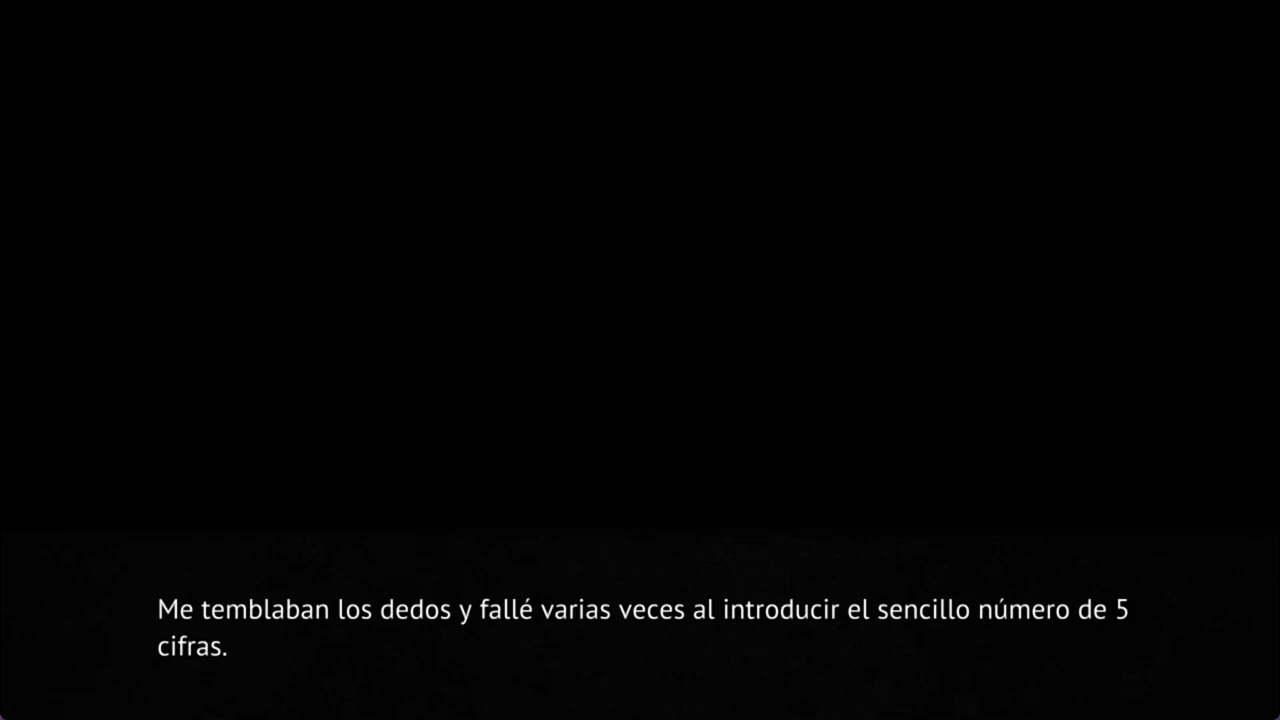 Me temblaban los dedos y fallé varias veces al introducir el sencillo número de 5
cifras.